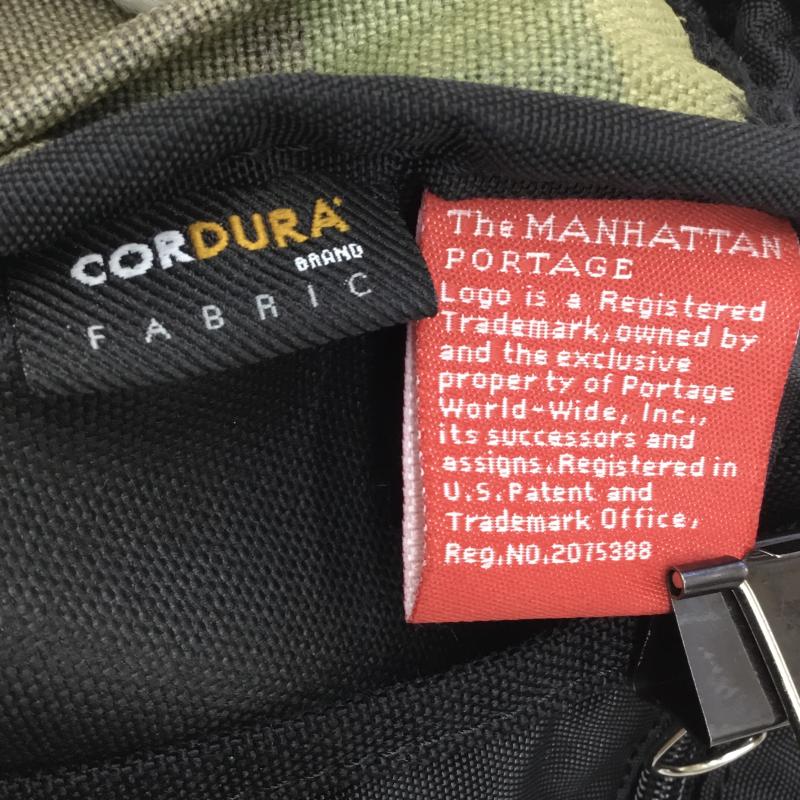 CORDURA
BRAND
FABRIC
The MANHATTAN
PORTAGE
Logo is a Registered
Trademark, owned by
and the exclusive
property of Portage
World-Wide, Inc.,
its successors and
assigns. Registered in
U.S. Patent and
Trademark Office,
Reg. NO. 2075388